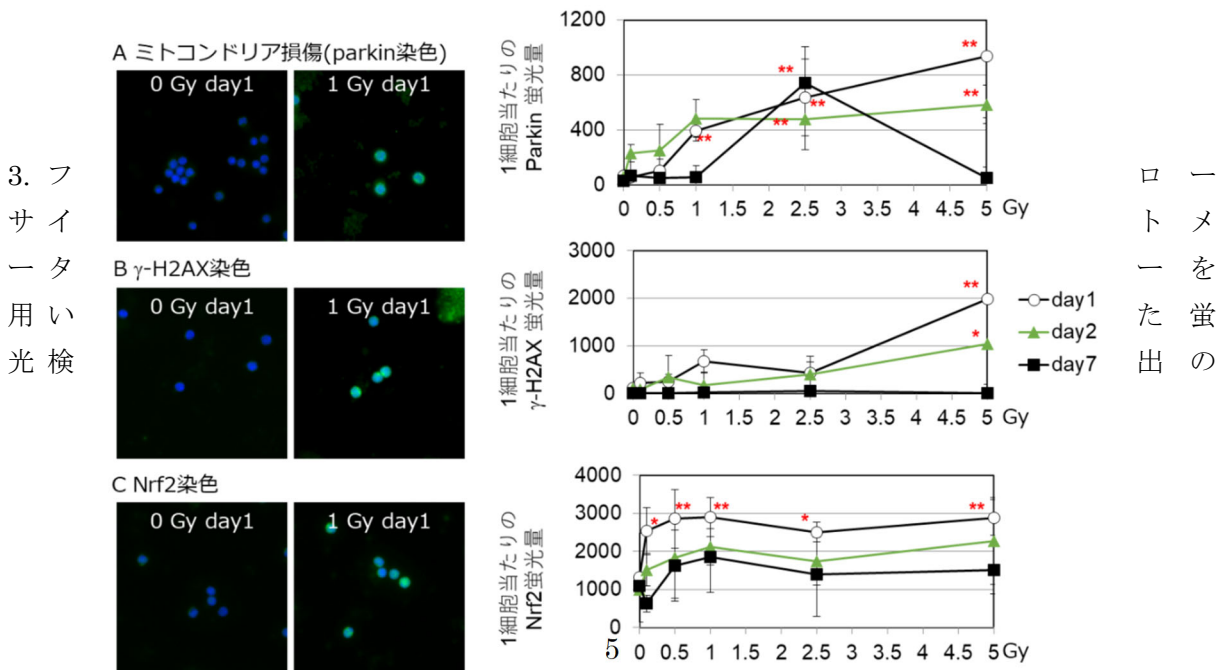 A ミトコンドリア損傷(parkin染色)
0 Gy day1
1 Gy day1
1細胞当たりの
Parkin 蛍光量
1200
800
400
0
**
**
**
**
**
**
0 0.5 1 1.5 2 2.5 3 3.5 4 4.5 5 Gy
3. フ ロ ー
サ イ ト メ
ー タ ー を
用 い た 蛍
光 検 出 の
B γ-H2AX染色
0 Gy day1
1 Gy day1
1細胞当たりの
γ-H2AX 蛍光量
3000
2000
1000
0
**
*
0 0.5 1 1.5 2 2.5 3 3.5 4 4.5 5 Gy
day1
day2
day7
C Nrf2染色
0 Gy day1
1 Gy day1
1細胞当たりの
Nrf2蛍光量
4000
3000
2000
1000
0
*
**
**
*
**
0 0.5 1 1.5 2 2.5 3 3.5 4 4.5 5 Gy
5